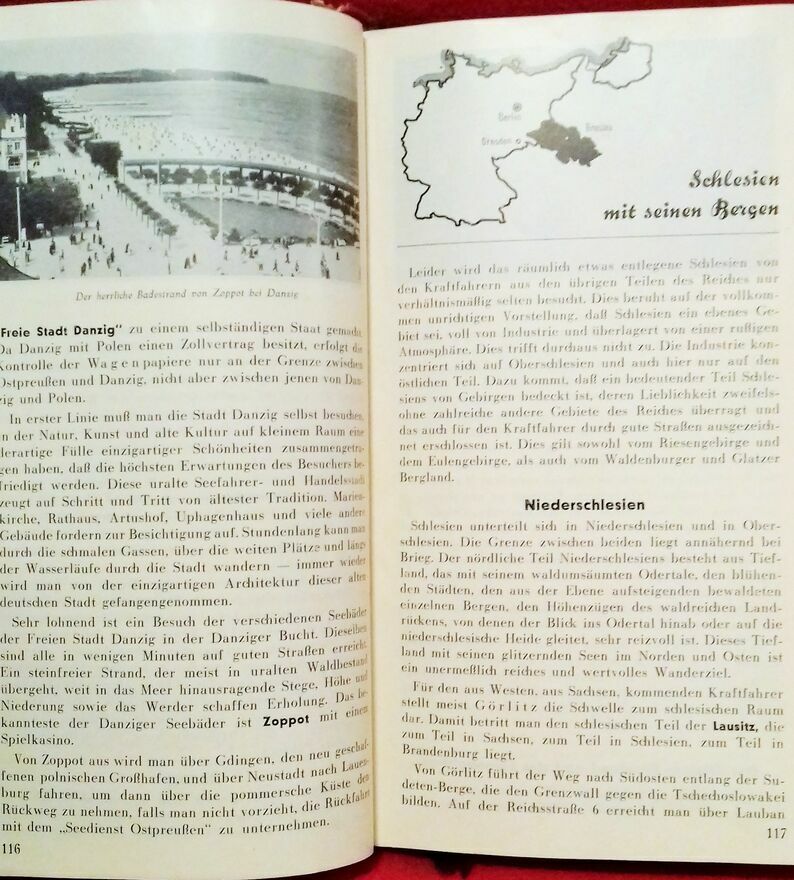 Der herrliche Badestrand von Zoppot bei Danzig
Freie Stadt Danzig" zu einem selbständigen Staat gemacht.
Da Danzig mit Polen einen Zollvertrag besitzt, erfolgt die
Kontrolle der Wagenpapiere nur an der Grenze zwischen
Ostpreußen und Danzig, nicht aber zwischen jenen von Dan-
zig und Polen.
In erster Linie muß man die Stadt Danzig selbst besuchen,
in der Natur, Kunst und alte Kultur auf kleinem Raum eine
derartige Fülle einzigartiger Schönheiten zusammengetra-
gen haben, daß die höchsten Erwartungen des Besuchers be-
friedigt werden. Diese uralte Seefahrer- und Handelsstadt
zeugt auf Schritt und Tritt von ältester Tradition. Marien-
kirche, Rathaus, Artushof, Uphagenhaus und viele andere
Gebäude fordern zur Besichtigung auf. Stundenlang kann man
durch die schmalen Gassen, über die weiten Plätze und längs
der Wasserläufe durch die Stadt wandern — immer wieder
wird man von der einzigartigen Architektur dieser alten
deutschen Stadt gefangengenommen.
Sehr lohnend ist ein Besuch der verschiedenen Seebäder
der Freien Stadt Danzig in der Danziger Bucht. Dieselben
sind alle in wenigen Minuten auf guten Straßen erreicht.
Ein steinfreier Strand, der meist in uralten Waldbestand
übergeht, weit in das Meer hinausragende Stege, Höhe und
Niederung sowie das Werder schaffen Erholung. Das be-
kannteste der Danziger Seebäder ist Zoppot mit einem
Spielkasino.
Von Zoppot aus wird man über Gdingen, den neu geschaf-
fenen polnischen Großhafen, und über Neustadt nach Lauen-
burg fahren, um dann über die pommersche Küste den
Rückweg zu nehmen, falls man nicht vorzieht, die Rückfahrt
mit dem „Seedienst Ostpreußen" zu unternehmen.
116
Berlin
Dresden
Breslau
Schlesien
mit seinen Bergen
Leider wird das räumlich etwas entlegene Schlesien von
den Kraftfahrern aus den übrigen Teilen des Reiches nur
verhältnismäßig selten besucht. Dies beruht auf der vollkom-
men unrichtigen Vorstellung, daß Schlesien ein ebenes Ge-
biet sei, voll von Industrie und überlagert von einer rußigen
Atmosphäre. Dies trifft durchaus nicht zu. Die Industrie kon-
zentriert sich auf Oberschlesien und auch hier nur auf den
östlichen Teil. Dazu kommt, daß ein bedeutender Teil Schle-
siens von Gebirgen bedeckt ist, deren Lieblichkeit zweifels-
ohne zahlreiche andere Gebiete des Reiches überragt und
das auch für den Kraftfahrer durch gute Straßen ausgezeich-
net erschlossen ist. Dies gilt sowohl vom Riesengebirge und
dem Eulengebirge, als auch vom Waldenburger und Glatzer
Bergland.
Niederschlesien
Schlesien unterteilt sich in Niederschlesien und in Ober-
schlesien. Die Grenze zwischen beiden liegt annähernd bei
Brieg. Der nördliche Teil Niederschlesiens besteht aus Tief-
land, das mit seinem waldumsäumten Odertale, den blühen-
den Städten, den aus der Ebene aufsteigenden bewaldeten
einzelnen Bergen, den Höhenzügen des waldreichen Land-
rückens, von denen der Blick ins Odertal hinab oder auf die
niederschlesische Heide gleitet, sehr reizvoll ist. Dieses Tief-
land mit seinen glitzernden Seen im Norden und Osten ist
ein unermeßlich reiches und wertvolles Wanderziel.
Für den aus Westen, aus Sachsen, kommenden Kraftfahrer
stellt meist Görlitz die Schwelle zum schlesischen Raum
dar. Damit betritt man den schlesischen Teil der Lausitz, die
zum Teil in Sachsen, zum Teil in Schlesien, zum Teil in
Brandenburg liegt.
Von Görlitz führt der Weg nach Südosten entlang der Su-
deten-Berge, die den Grenzwall gegen die Tschechoslowakei
bilden. Auf der Reichsstraße 6 erreicht man über Lauban
117